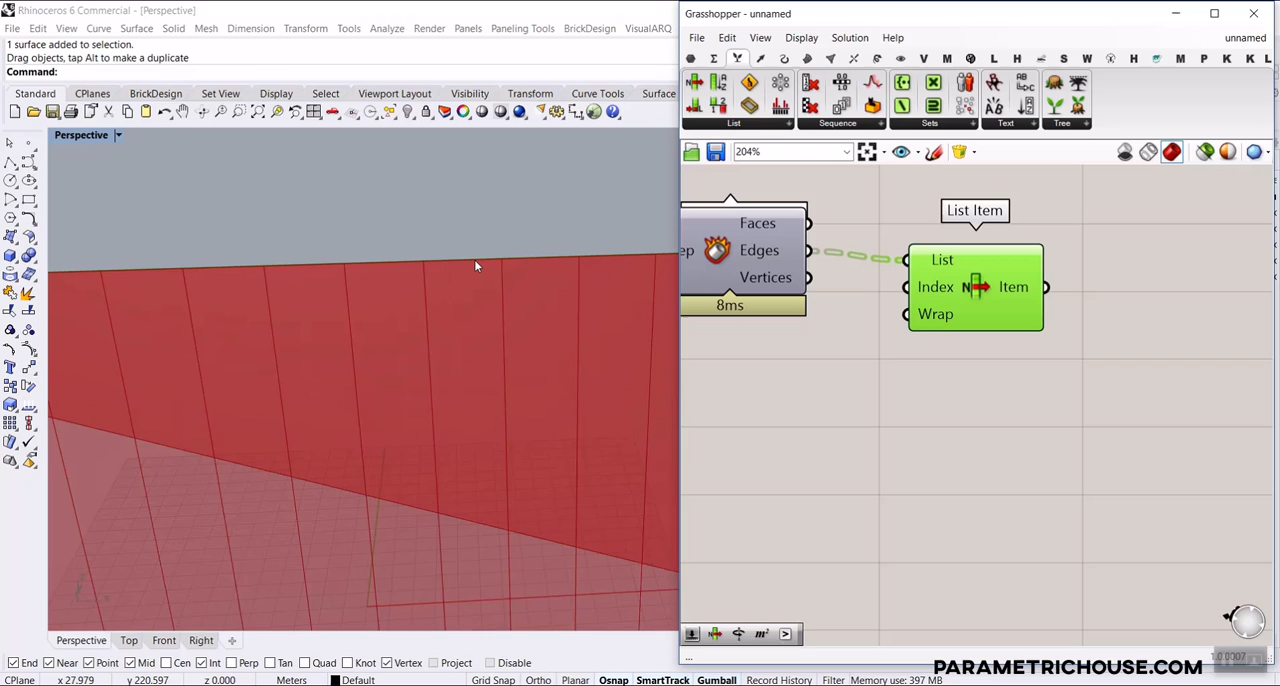 Rhinoceros 6 Commercial - [Perspective]
File Edit View Curve Surface Solid Mesh Dimension Transform Tools Analyze Render Panels Paneling Tools BrickDesign VisualARQ
1 surface added to selection.
Drag objects, tap Alt to make a duplicate
Command:
Standard CPlanes BrickDesign Set View Display Select Viewport Layout Visibility Transform Curve Tools Surface
Perspective
Perspective Top Front Right
End Near Point Mid Cen Int Perp Tan Quad Knot Vertex Project Disable
CPlane x 27.979 y 220.597 z 0.000 Meters Default Grid Snap Ortho Planar Osnap SmartTrack Gumball Record History Filter Memory use: 397 MB
Grasshopper - unnamed
File Edit View Display Solution Help unnamed
Σ V M L H S W H M P K K L
List Sequence Sets Text Tree
204%
Faces
ep Edges
Vertices
8ms
List Item
List
Index N Item
Wrap
m²
...
1.0.0007
PARAMETRICHOUSE.COM